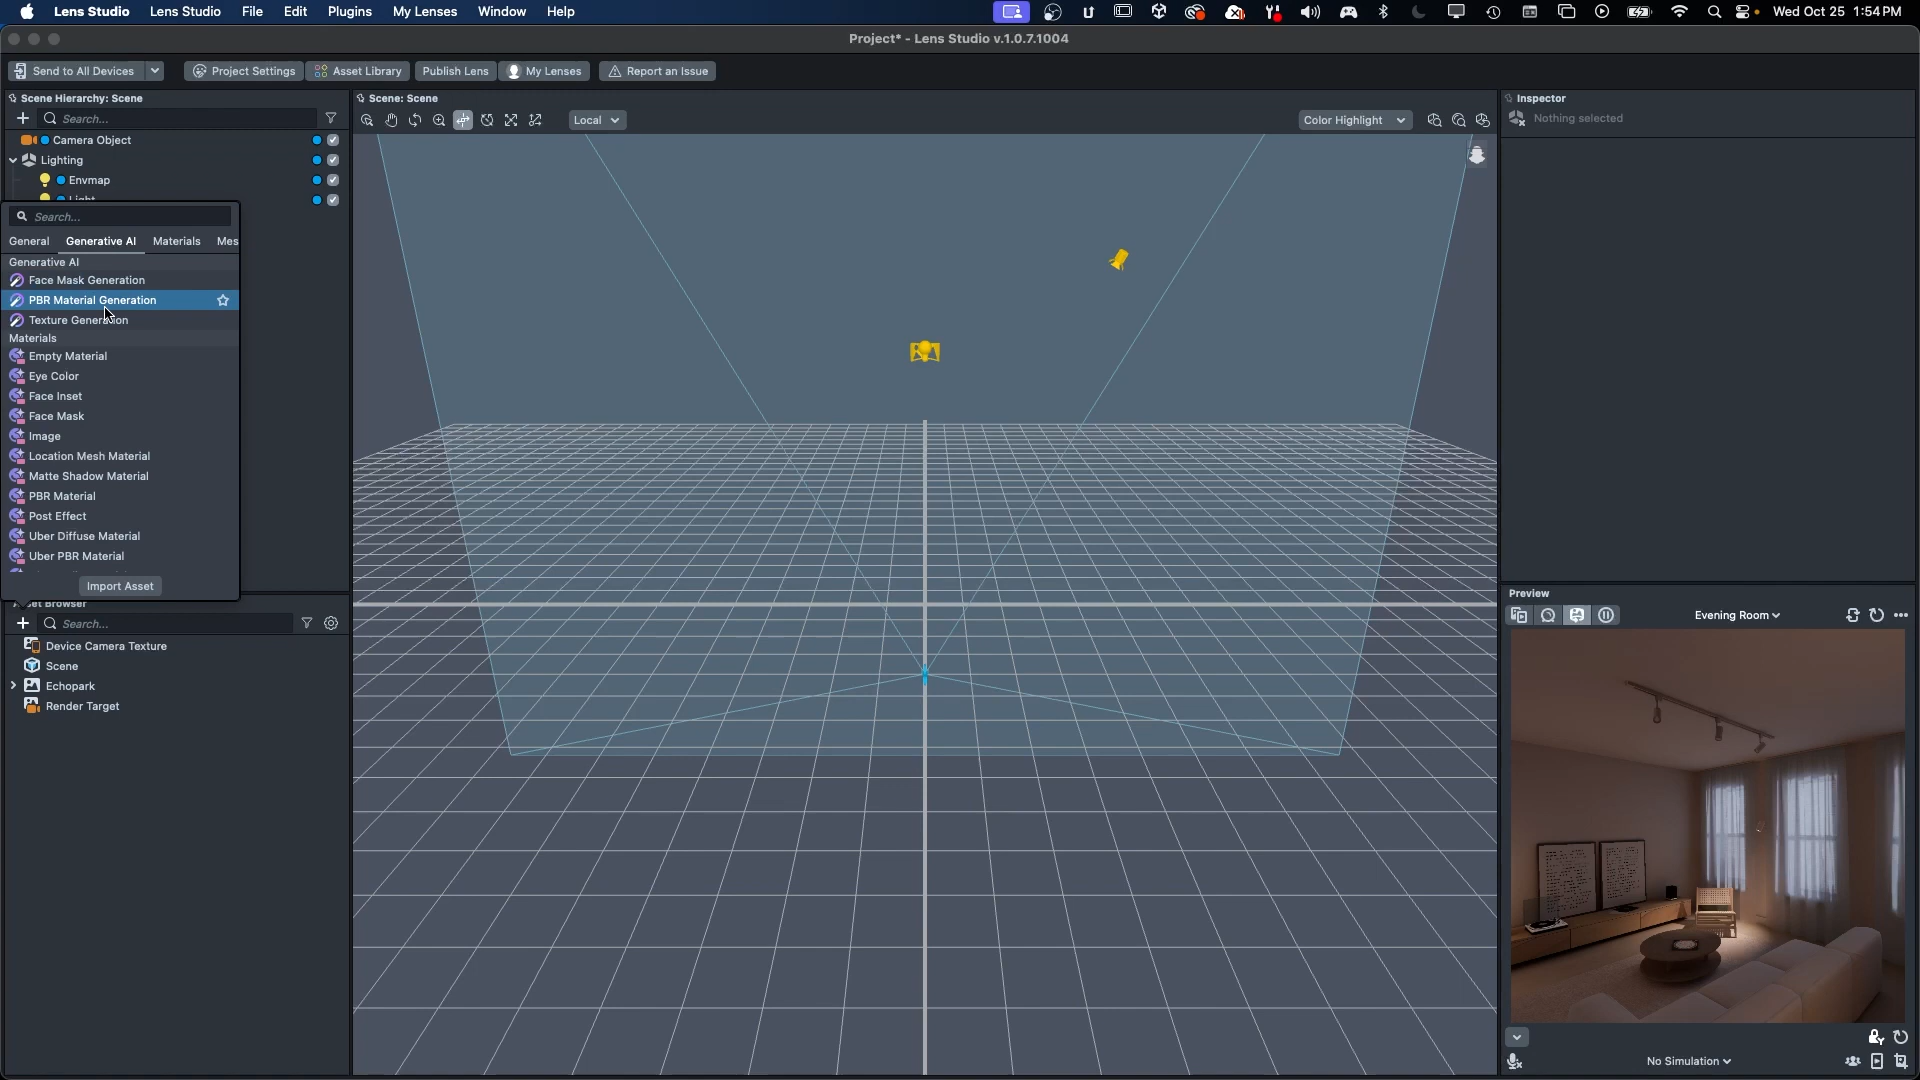 Lens Studio Lens Studio File Edit Plugins My Lenses Window Help Wed Oct 25 1:54 PM
Project* - Lens Studio v.1.0.7.1004
Send to All Devices Project Settings Asset Library Publish Lens My Lenses Report an Issue
Scene Hierarchy: Scene
Search...
Camera Object
Lighting
Envmap
Light
Search...
General Generative AI Materials Mes
Generative AI
Face Mask Generation
PBR Material Generation
Texture Generation
Materials
Empty Material
Eye Color
Face Inset
Face Mask
Image
Location Mesh Material
Matte Shadow Material
PBR Material
Post Effect
Uber Diffuse Material
Uber PBR Material
Import Asset
Asset Browser
Search...
Device Camera Texture
Scene
Echopark
Render Target
Scene: Scene
Local
Color Highlight
Inspector
Nothing selected
Preview
Evening Room
No Simulation